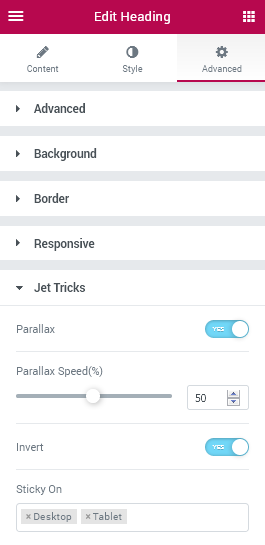 Edit Heading
Content Style Advanced
Advanced
Background
Border
Responsive
Jet Tricks
Parallax YES
Parallax Speed(%)
50
Invert YES
Sticky On
× Desktop × Tablet